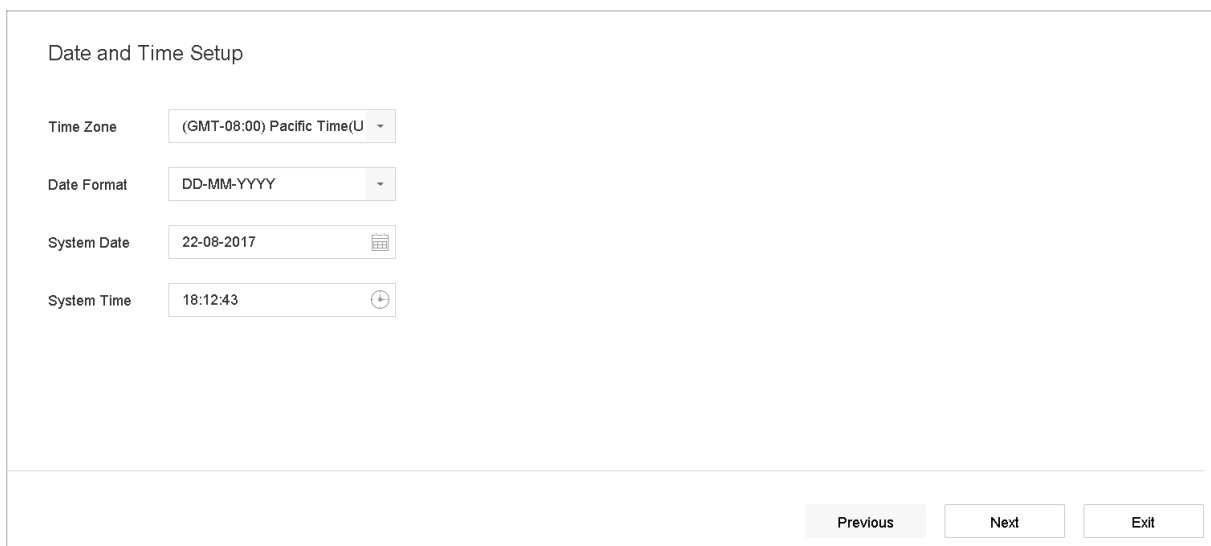 Date and Time Setup
Time Zone (GMT-08:00) Pacific Time(U
Date Format DD-MM-YYYY
System Date 22-08-2017
System Time 18:12:43
Previous Next Exit